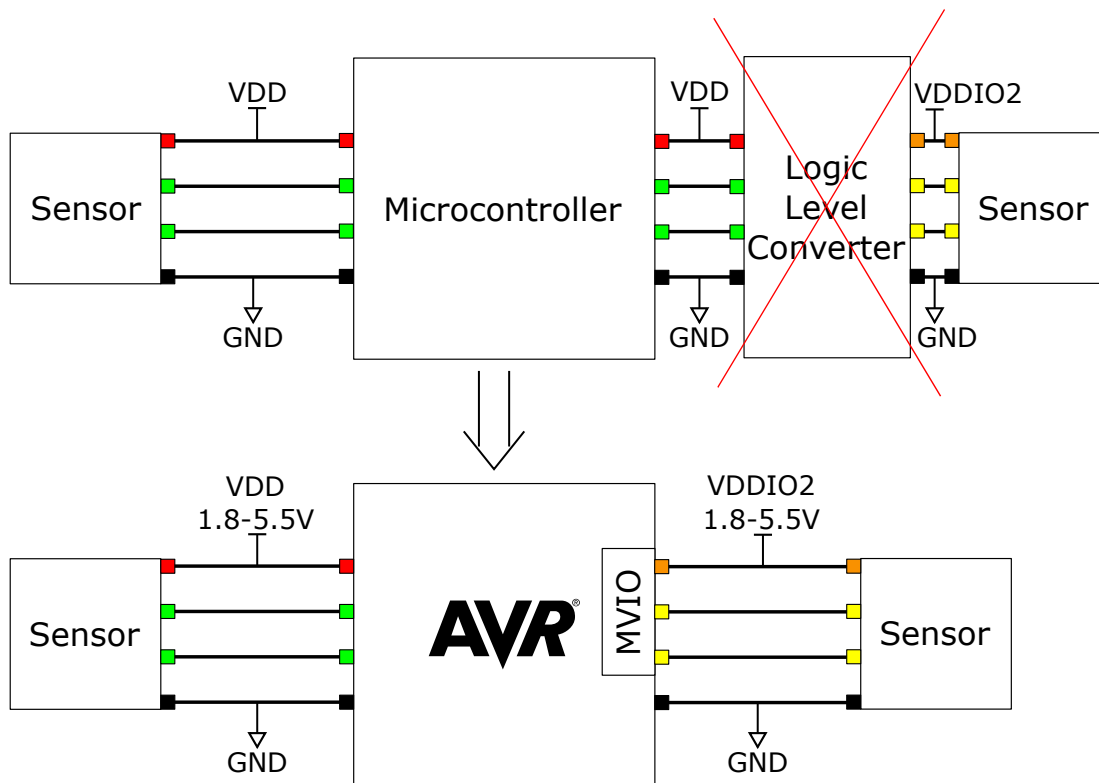 VDD
VDD
VDDIO2
Sensor
Microcontroller
Logic
Level
Converter
Sensor
GND
GND
GND
VDD
1.8-5.5V
VDDIO2
1.8-5.5V
Sensor
AVR®
MVIO
Sensor
GND
GND